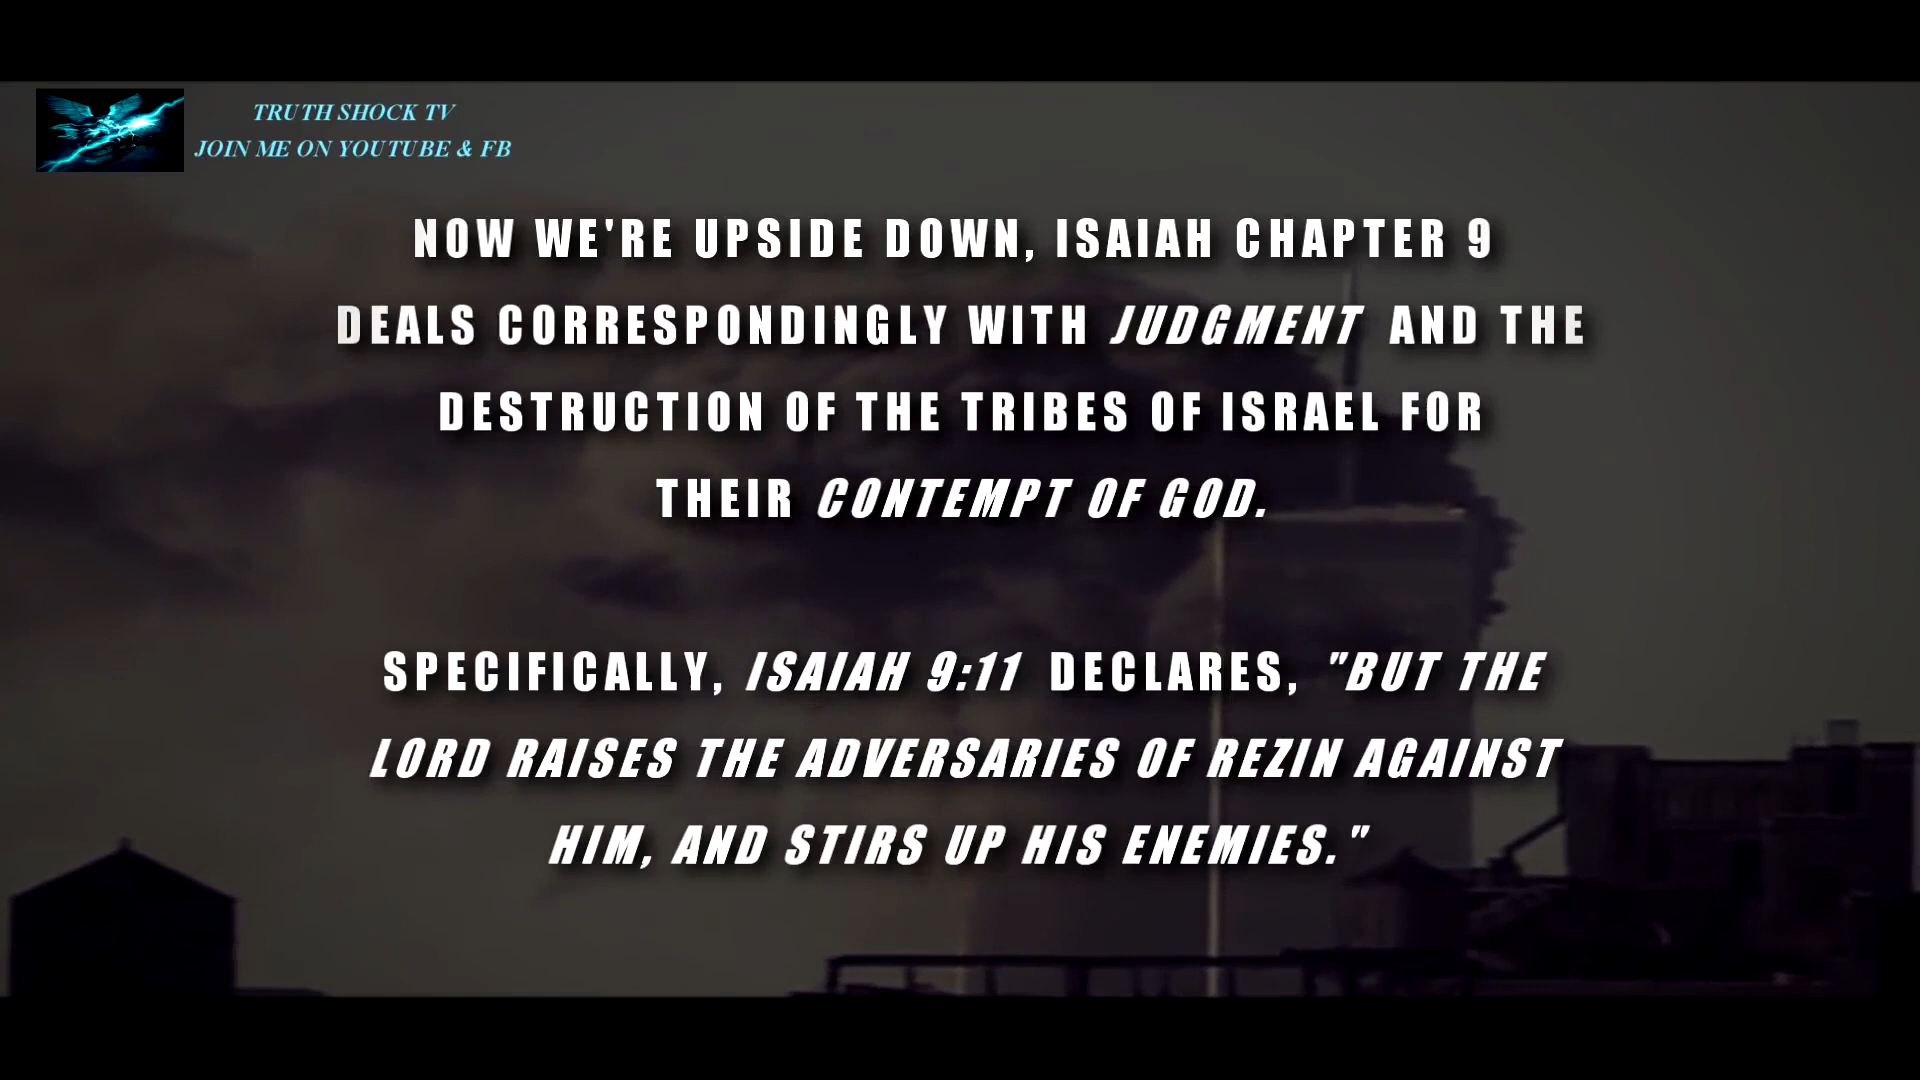 TRUTH SHOCK TV
JOIN ME ON YOUTUBE & FB
NOW WE'RE UPSIDE DOWN, ISAIAH CHAPTER 9
DEALS CORRESPONDINGLY WITH JUDGMENT AND THE
DESTRUCTION OF THE TRIBES OF ISRAEL FOR
THEIR CONTEMPT OF GOD.
SPECIFICALLY, ISAIAH 9:11 DECLARES, "BUT THE
LORD RAISES THE ADVERSARIES OF REZIN AGAINST
HIM, AND STIRS UP HIS ENEMIES."